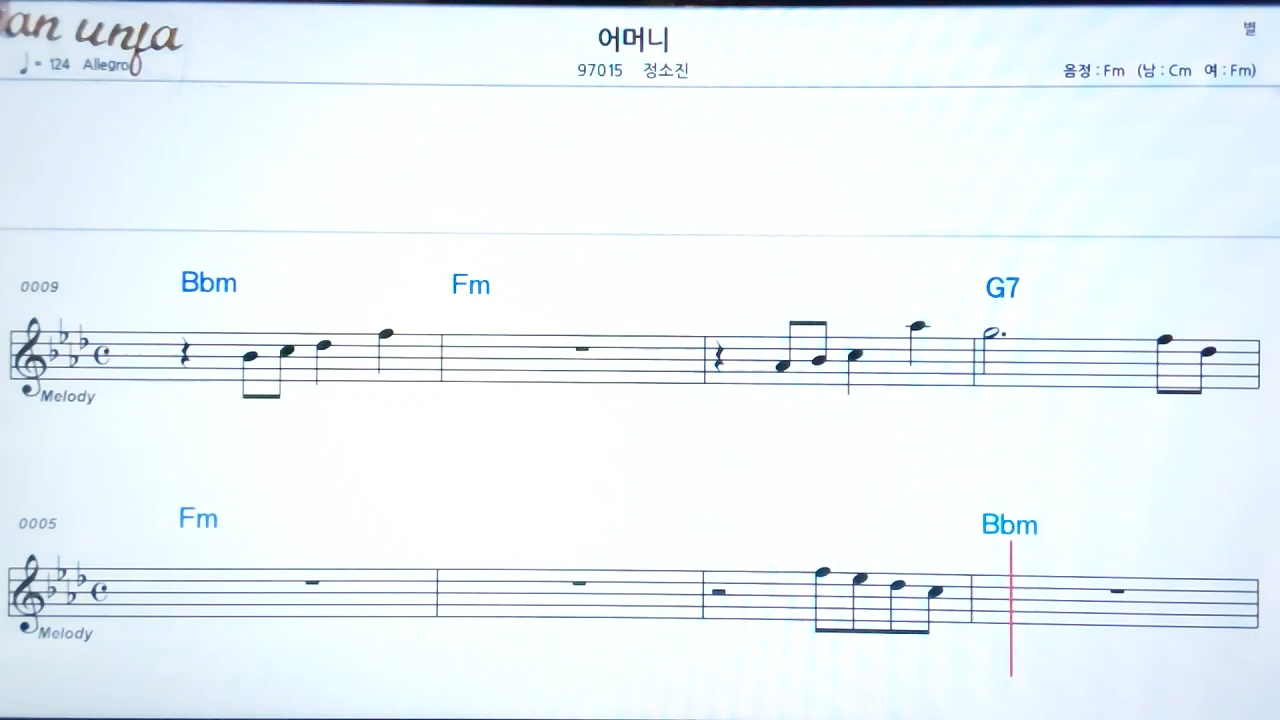 an unfa
♩ = 124 Allegro
어머니
97015 정소진
별
음정 : Fm (남 : Cm 여 : Fm)
0009
Bbm Fm G7
Melody
0005
Fm Bbm
Melody